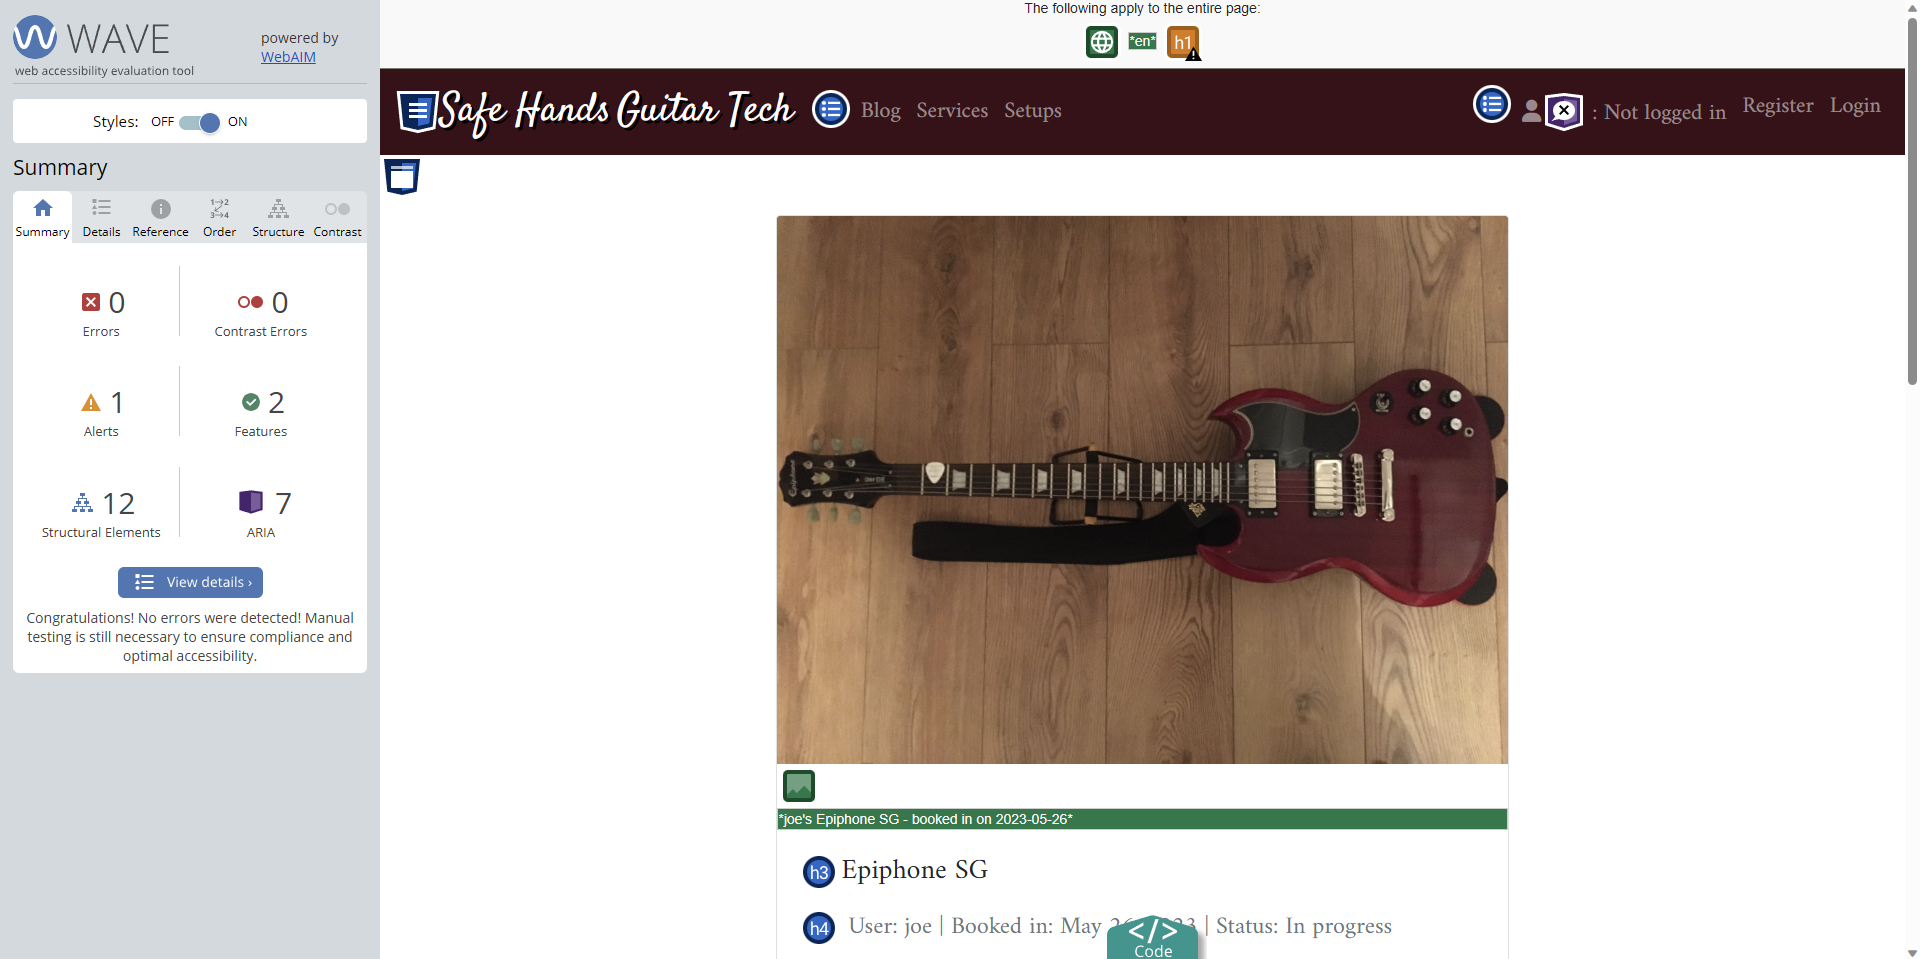 WAVE
web accessibility evaluation tool
powered by
WebAIM
Styles: OFF ON
Summary
Summary Details Reference Order Structure Contrast
0
Errors
0
Contrast Errors
1
Alerts
2
Features
12
Structural Elements
7
ARIA
View details ›
Congratulations! No errors were detected! Manual
testing is still necessary to ensure compliance and
optimal accessibility.
The following apply to the entire page:
*en* h1
Safe Hands Guitar Tech Blog Services Setups : Not logged in Register Login
Epiphone
*joe's Epiphone SG - booked in on 2023-05-26*
h3 Epiphone SG
h4 User: joe | Booked in: May 26, 2023 | Status: In progress
</> 
Code